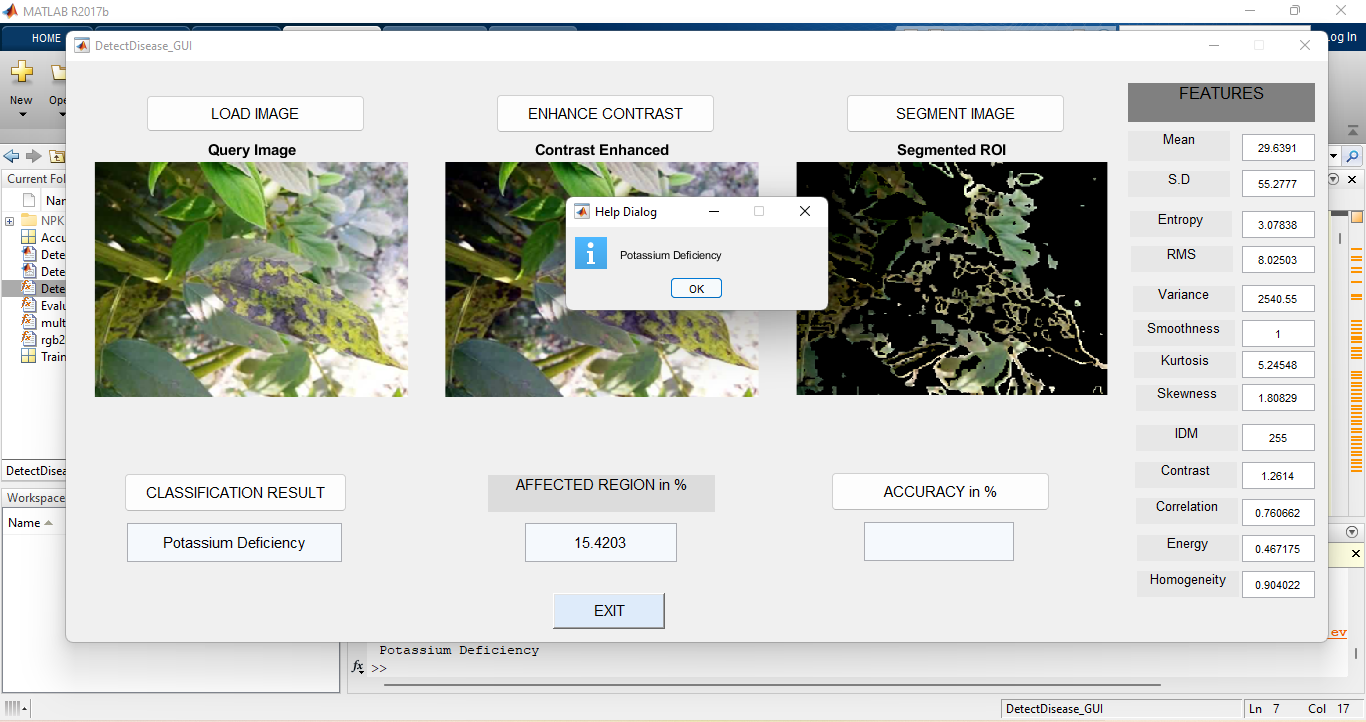 MATLAB R2017b
HOME
Log In
New
Ope
Current Fol
Nar
NPK
Accu
Dete
Dete
Dete
Evalu
mult
rgb2
Train
DetectDisea
Workspace
Name
DetectDisease_GUI
LOAD IMAGE
ENHANCE CONTRAST
SEGMENT IMAGE
Query Image
Contrast Enhanced
Segmented ROI
Help Dialog
Potassium Deficiency
OK
CLASSIFICATION RESULT
AFFECTED REGION in %
ACCURACY in %
Potassium Deficiency
15.4203
EXIT
FEATURES
Mean 29.6391
S.D 55.2777
Entropy 3.07838
RMS 8.02503
Variance 2540.55
Smoothness 1
Kurtosis 5.24548
Skewness 1.80829
IDM 255
Contrast 1.2614
Correlation 0.760662
Energy 0.467175
Homogeneity 0.904022
ev
Potassium Deficiency
fx >>
DetectDisease_GUI
Ln 7 Col 17